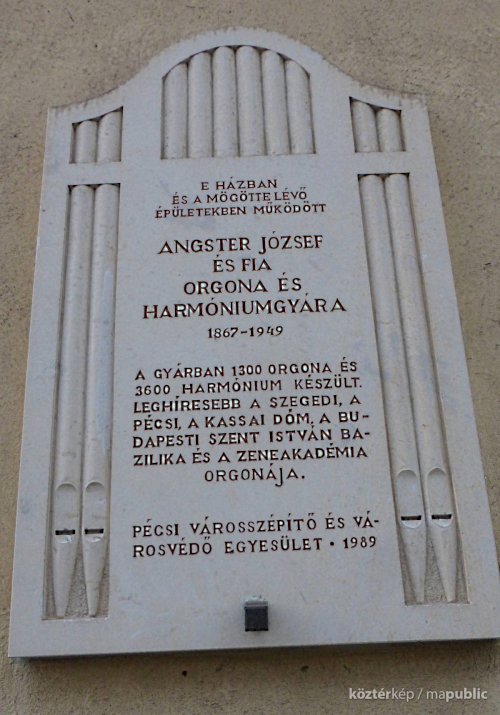 E HÁZBAN
ÉS A MÖGÖTTE LÉVŐ
ÉPÜLETEKBEN MŰKÖDÖTT
ANGSTER JÓZSEF
ÉS FIA
ORGONA ÉS
HARMÓNIUMGYÁRA
1867-1949
A GYÁRBAN 1300 ORGONA ÉS
3600 HARMÓNIUM KÉSZÜLT.
LEGHÍRESEBB A SZEGEDI, A
PÉCSI, A KASSAI DÓM, A BU-
DAPESTI SZENT ISTVÁN BA-
ZILIKA ÉS A ZENEAKADÉMIA
ORGONÁJA.
PÉCSI VÁROSSZÉPÍTŐ ÉS VÁ-
ROSVÉDŐ EGYESÜLET • 1989
köztérkép / mapublic